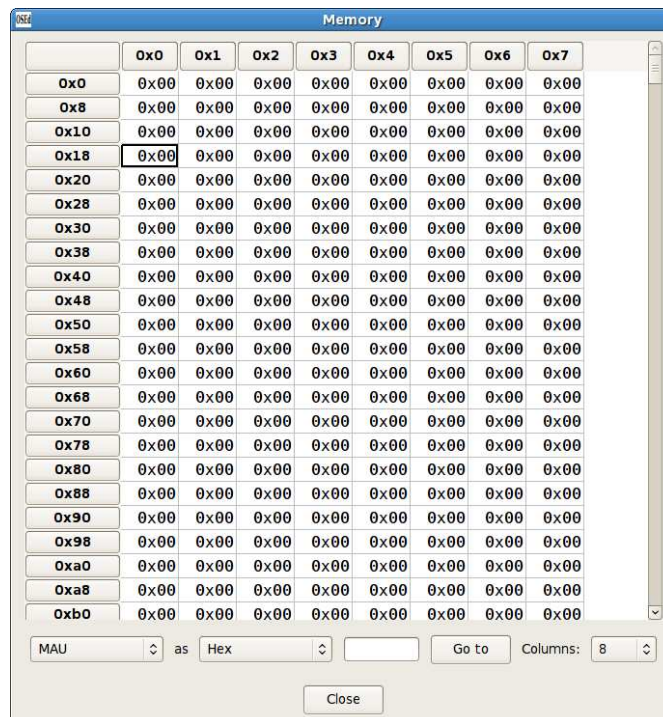 OSEd Memory
0x0 0x1 0x2 0x3 0x4 0x5 0x6 0x7
0x0 0x00 0x00 0x00 0x00 0x00 0x00 0x00 0x00
0x8 0x00 0x00 0x00 0x00 0x00 0x00 0x00 0x00
0x10 0x00 0x00 0x00 0x00 0x00 0x00 0x00 0x00
0x18 0x00 0x00 0x00 0x00 0x00 0x00 0x00 0x00
0x20 0x00 0x00 0x00 0x00 0x00 0x00 0x00 0x00
0x28 0x00 0x00 0x00 0x00 0x00 0x00 0x00 0x00
0x30 0x00 0x00 0x00 0x00 0x00 0x00 0x00 0x00
0x38 0x00 0x00 0x00 0x00 0x00 0x00 0x00 0x00
0x40 0x00 0x00 0x00 0x00 0x00 0x00 0x00 0x00
0x48 0x00 0x00 0x00 0x00 0x00 0x00 0x00 0x00
0x50 0x00 0x00 0x00 0x00 0x00 0x00 0x00 0x00
0x58 0x00 0x00 0x00 0x00 0x00 0x00 0x00 0x00
0x60 0x00 0x00 0x00 0x00 0x00 0x00 0x00 0x00
0x68 0x00 0x00 0x00 0x00 0x00 0x00 0x00 0x00
0x70 0x00 0x00 0x00 0x00 0x00 0x00 0x00 0x00
0x78 0x00 0x00 0x00 0x00 0x00 0x00 0x00 0x00
0x80 0x00 0x00 0x00 0x00 0x00 0x00 0x00 0x00
0x88 0x00 0x00 0x00 0x00 0x00 0x00 0x00 0x00
0x90 0x00 0x00 0x00 0x00 0x00 0x00 0x00 0x00
0x98 0x00 0x00 0x00 0x00 0x00 0x00 0x00 0x00
0xa0 0x00 0x00 0x00 0x00 0x00 0x00 0x00 0x00
0xa8 0x00 0x00 0x00 0x00 0x00 0x00 0x00 0x00
0xb0 0x00 0x00 0x00 0x00 0x00 0x00 0x00 0x00
MAU as Hex Go to Columns: 8
Close